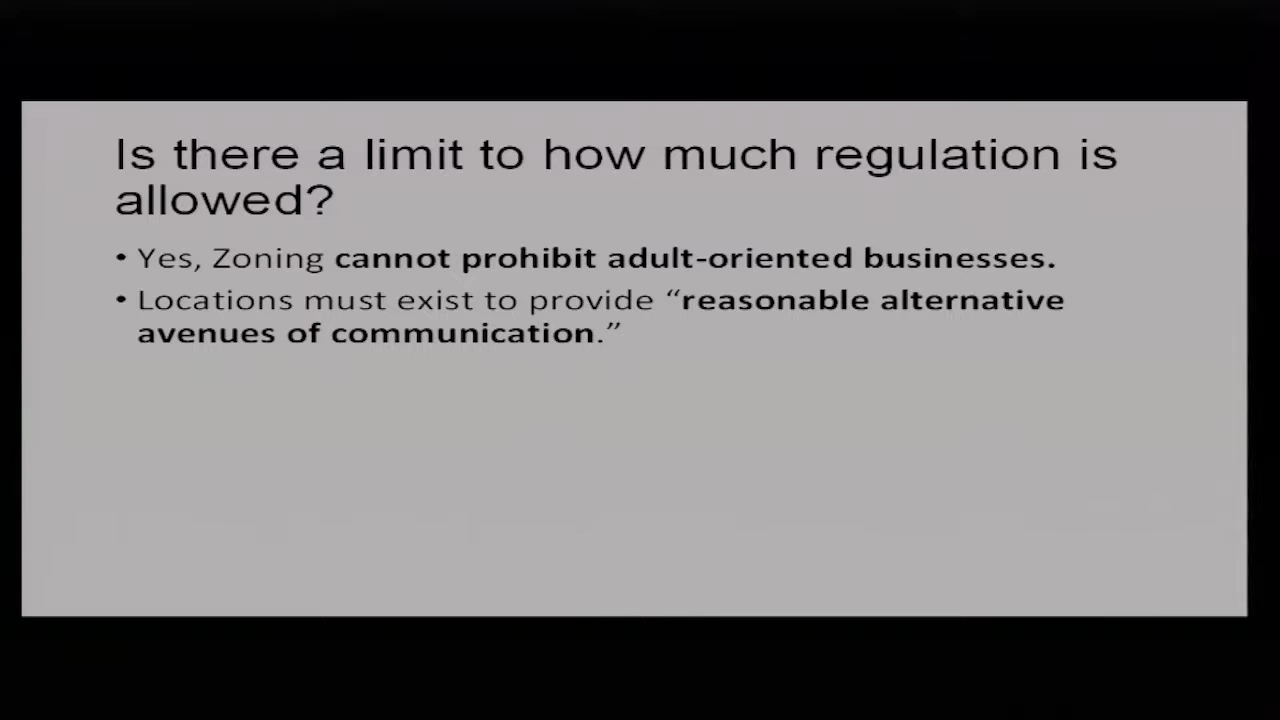 Is there a limit to how much regulation is
allowed?
• Yes, Zoning cannot prohibit adult-oriented businesses.
• Locations must exist to provide “reasonable alternative
avenues of communication.”